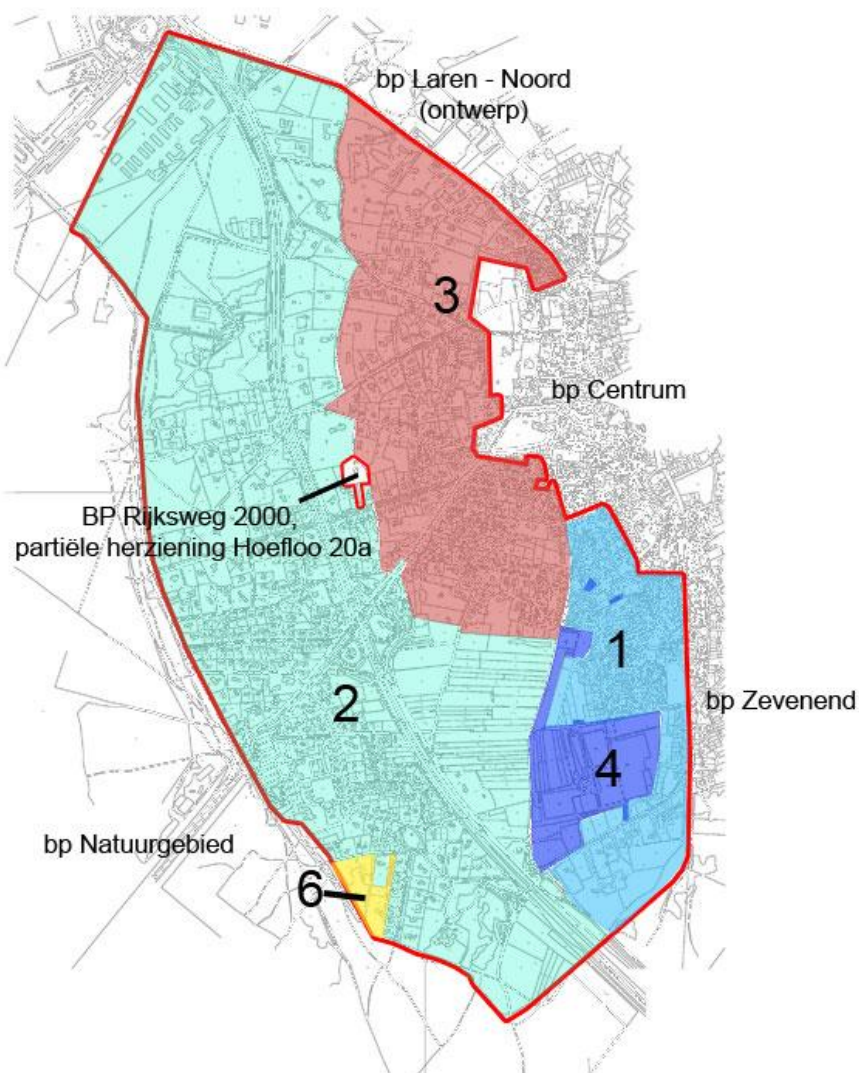 bp Laren - Noord
(ontwerp)
3
bp Centrum
BP Rijksweg 2000,
partiële herziening Hoefloo 20a
1
2
bp Zevenend
4
bp Natuurgebied
6